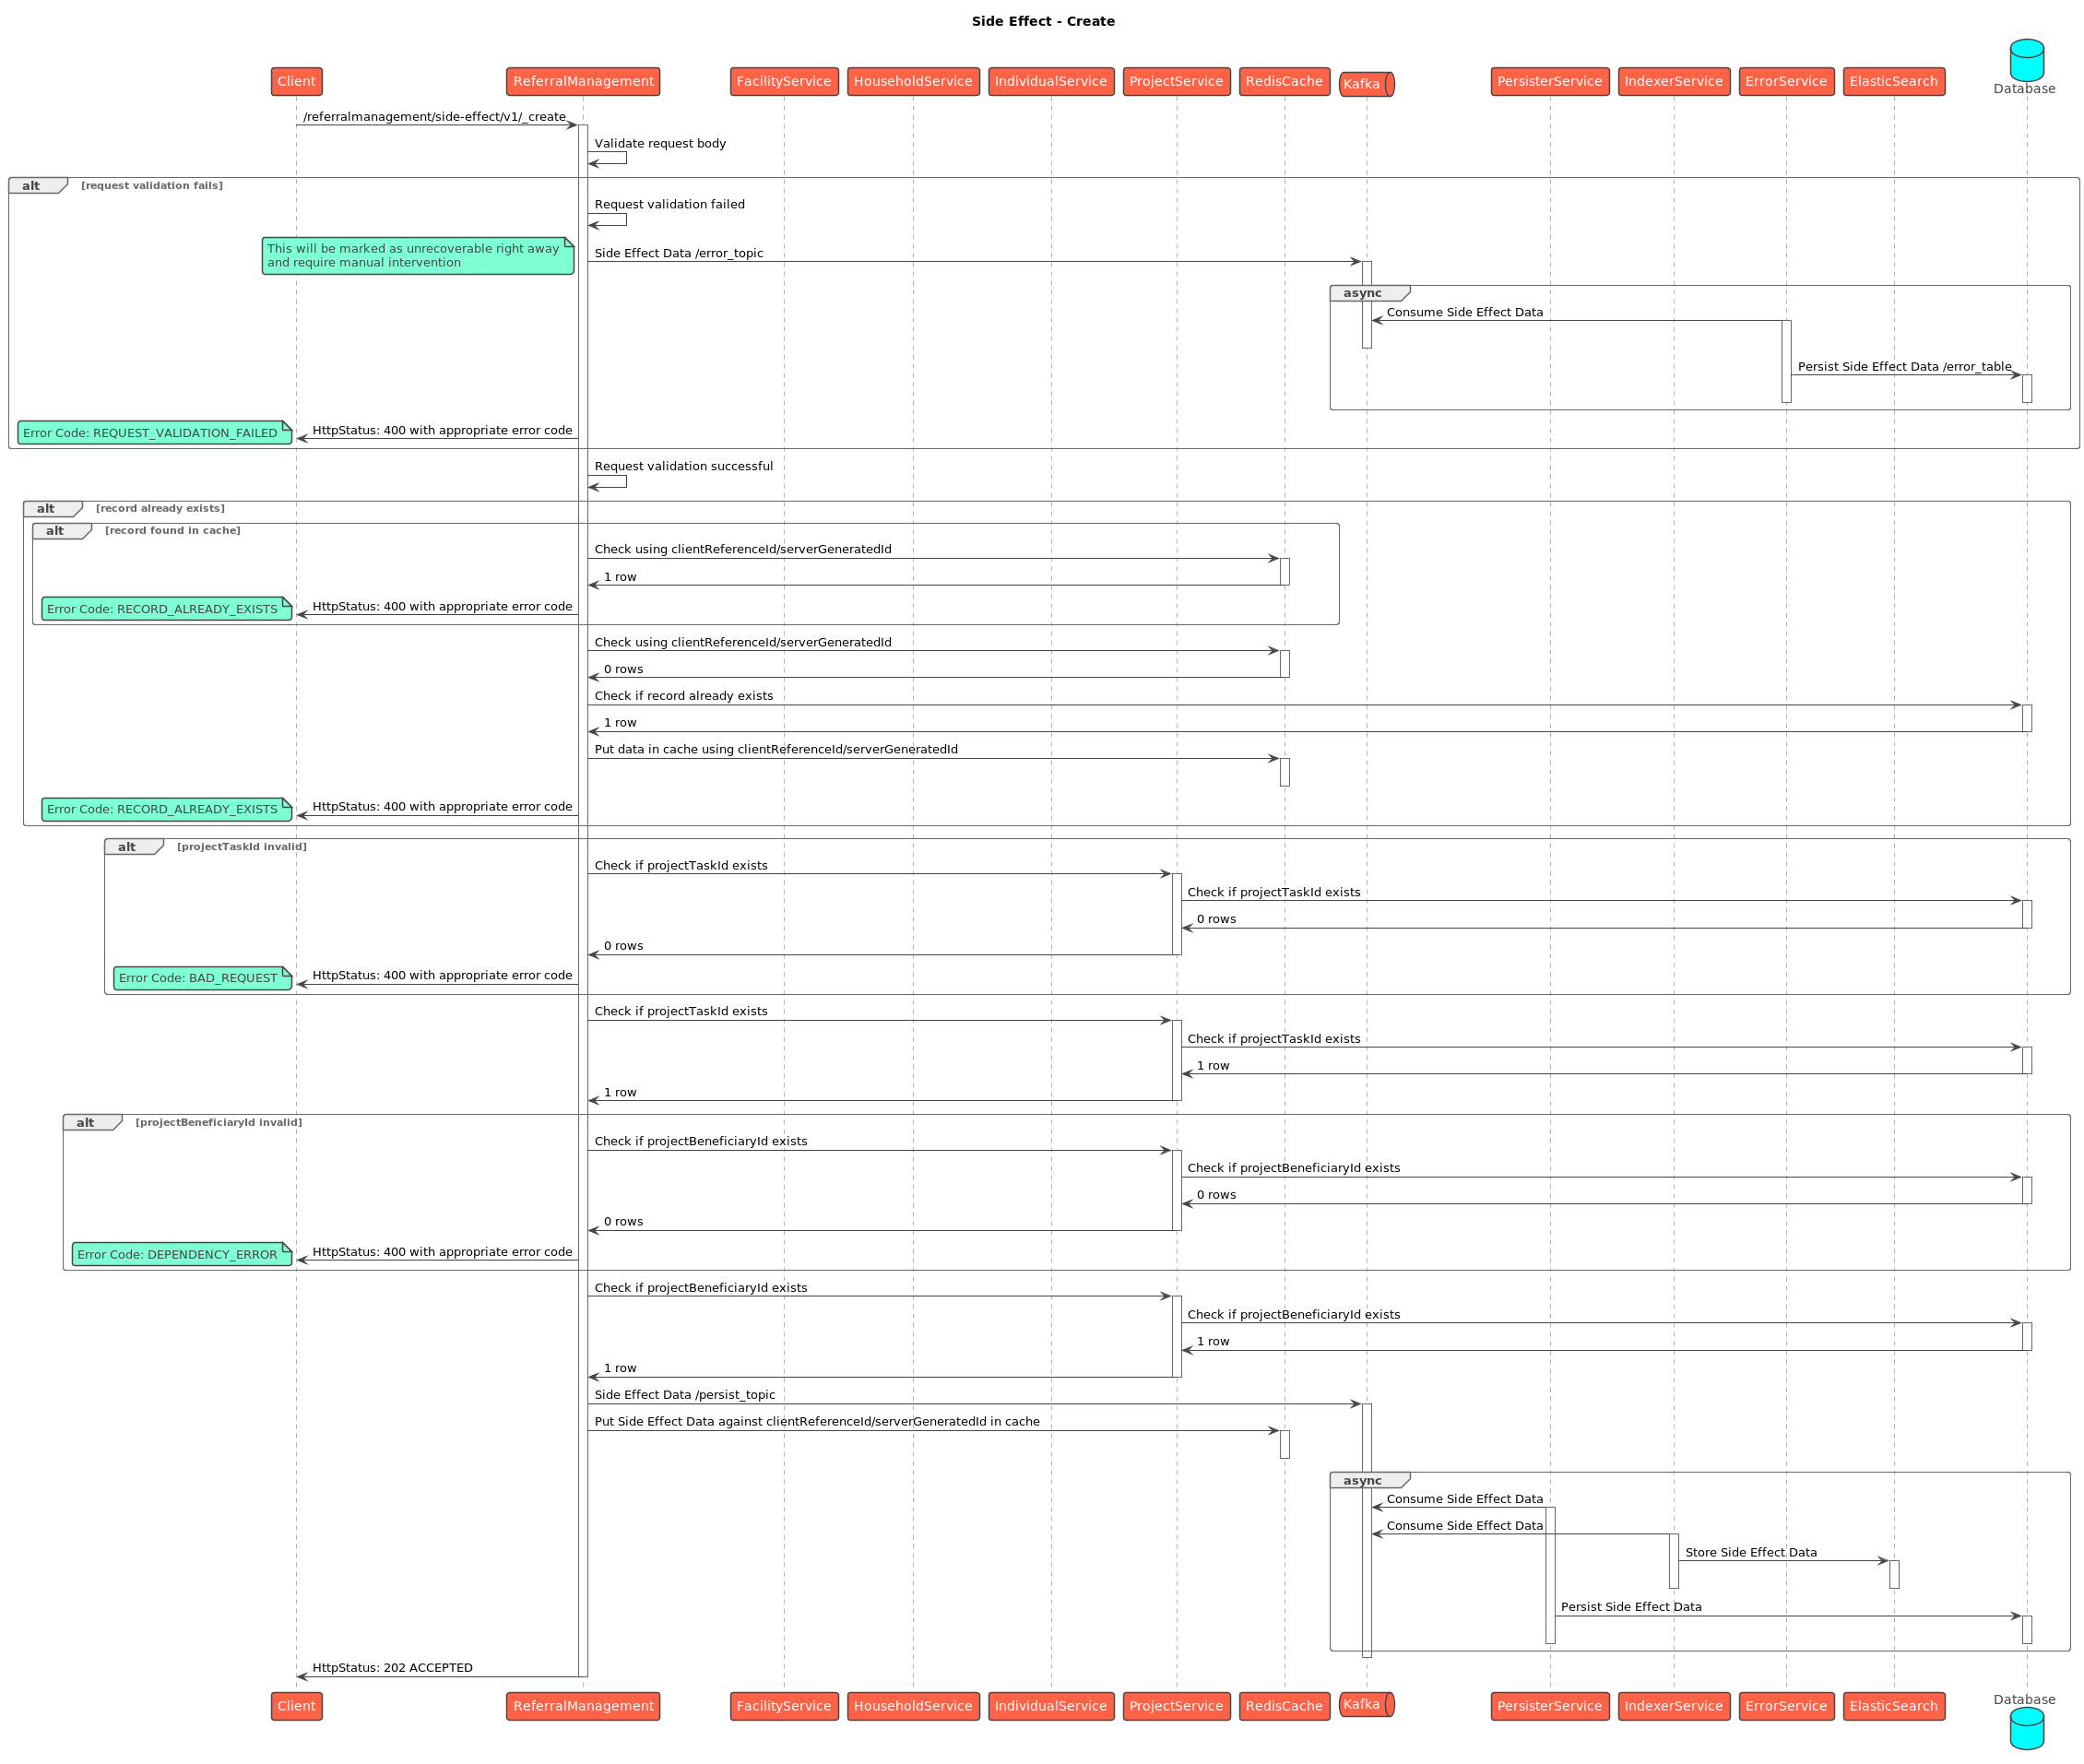 Side Effect - Create
Client
ReferralManagement
FacilityService
HouseholdService
IndividualService
ProjectService
RedisCache
Kafka
PersisterService
IndexerService
ErrorService
ElasticSearch
Database
/referralmanagement/side-effect/v1/_create
Validate request body
alt
[request validation fails]
Request validation failed
This will be marked as unrecoverable right away
and require manual intervention
Side Effect Data /error_topic
async
Consume Side Effect Data
Persist Side Effect Data /error_table
Error Code: REQUEST_VALIDATION_FAILED
HttpStatus: 400 with appropriate error code
Request validation successful
alt
[record already exists]
alt
[record found in cache]
Check using clientReferenceId/serverGeneratedId
1 row
Error Code: RECORD_ALREADY_EXISTS
HttpStatus: 400 with appropriate error code
Check using clientReferenceId/serverGeneratedId
0 rows
Check if record already exists
1 row
Put data in cache using clientReferenceId/serverGeneratedId
Error Code: RECORD_ALREADY_EXISTS
HttpStatus: 400 with appropriate error code
alt
[projectTaskId invalid]
Check if projectTaskId exists
Check if projectTaskId exists
0 rows
0 rows
Error Code: BAD_REQUEST
HttpStatus: 400 with appropriate error code
Check if projectTaskId exists
Check if projectTaskId exists
1 row
1 row
alt
[projectBeneficiaryId invalid]
Check if projectBeneficiaryId exists
Check if projectBeneficiaryId exists
0 rows
0 rows
Error Code: DEPENDENCY_ERROR
HttpStatus: 400 with appropriate error code
Check if projectBeneficiaryId exists
Check if projectBeneficiaryId exists
1 row
1 row
Side Effect Data /persist_topic
Put Side Effect Data against clientReferenceId/serverGeneratedId in cache
async
Consume Side Effect Data
Consume Side Effect Data
Store Side Effect Data
Persist Side Effect Data
HttpStatus: 202 ACCEPTED
Client
ReferralManagement
FacilityService
HouseholdService
IndividualService
ProjectService
RedisCache
Kafka
PersisterService
IndexerService
ErrorService
ElasticSearch
Database